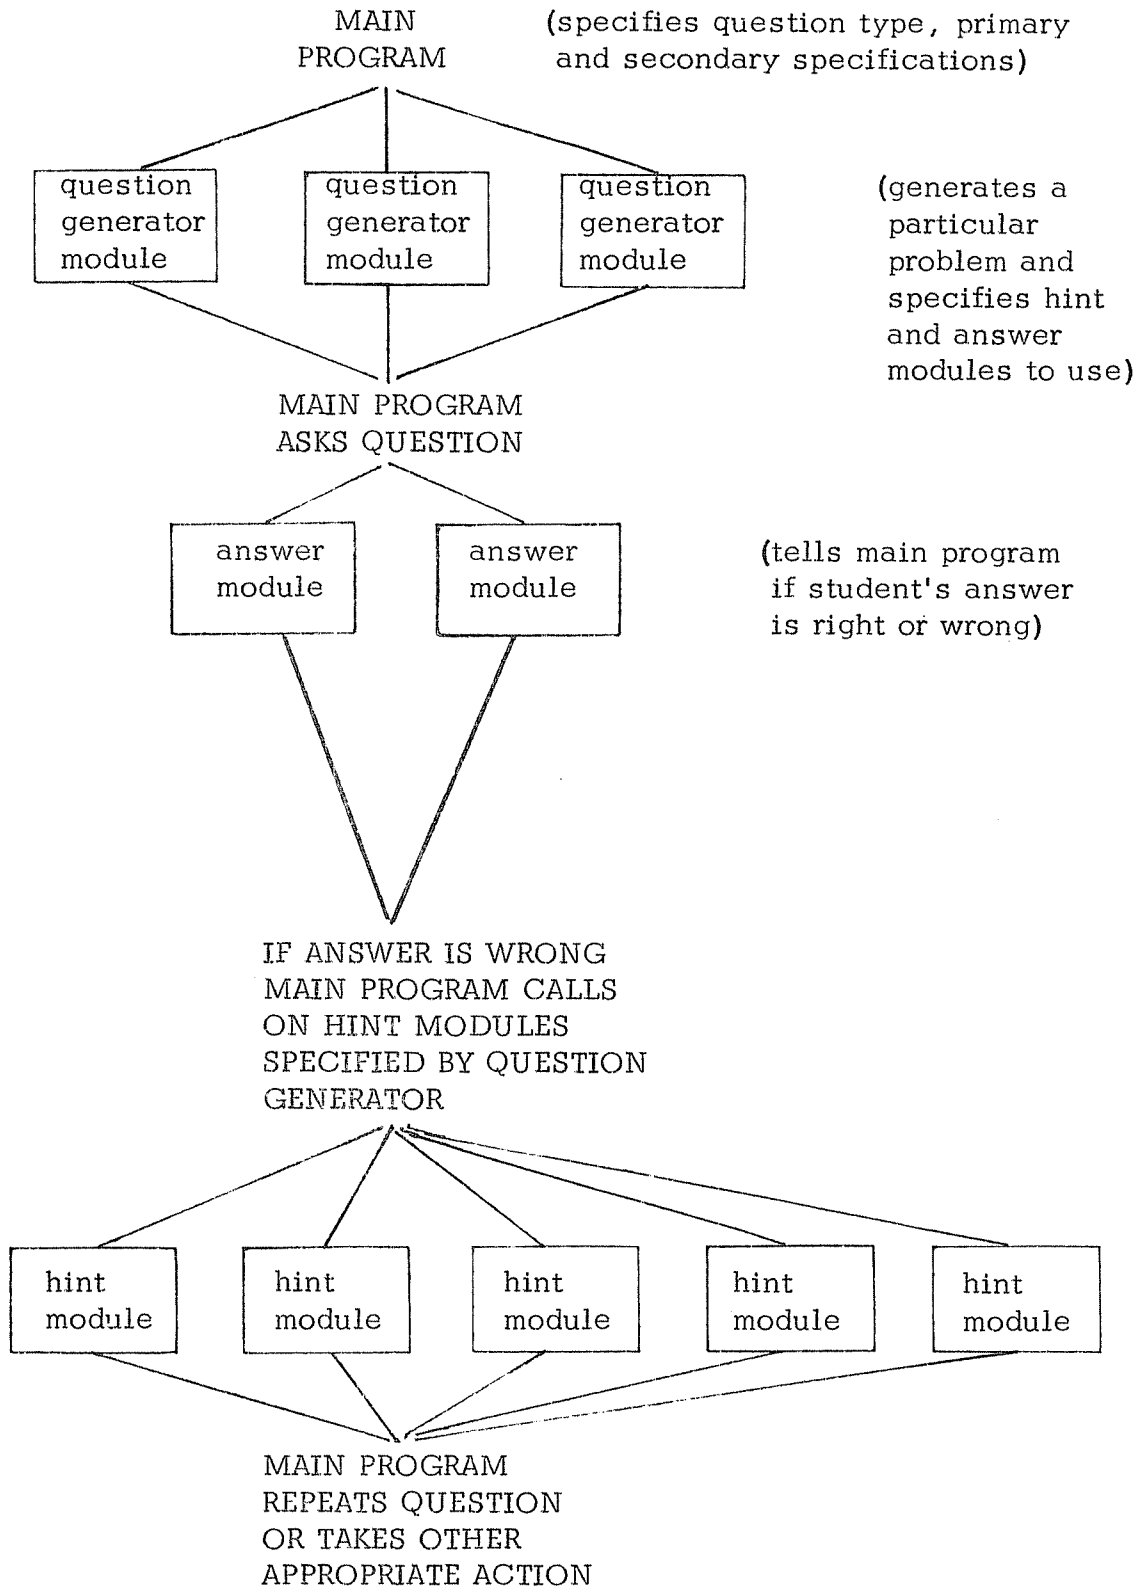 MAIN
PROGRAM
(specifies question type, primary
and secondary specifications)
question
generator
module
question
generator
module
question
generator
module
(generates a
particular
problem and
specifies hint
and answer
modules to use)
MAIN PROGRAM
ASKS QUESTION
answer
module
answer
module
(tells main program
if student's answer
is right or wrong)
IF ANSWER IS WRONG
MAIN PROGRAM CALLS
ON HINT MODULES
SPECIFIED BY QUESTION
GENERATOR
hint
module
hint
module
hint
module
hint
module
hint
module
MAIN PROGRAM
REPEATS QUESTION
OR TAKES OTHER
APPROPRIATE ACTION